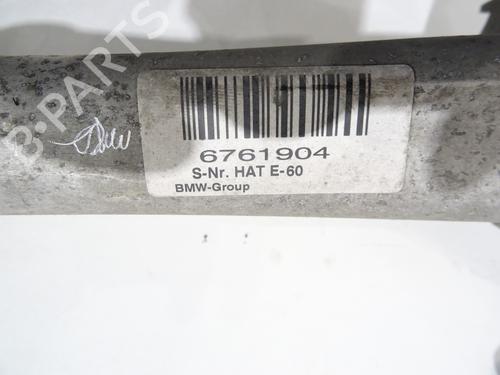 B-PARTS
6761904
S-Nr. HAT E-60
BMW-Group